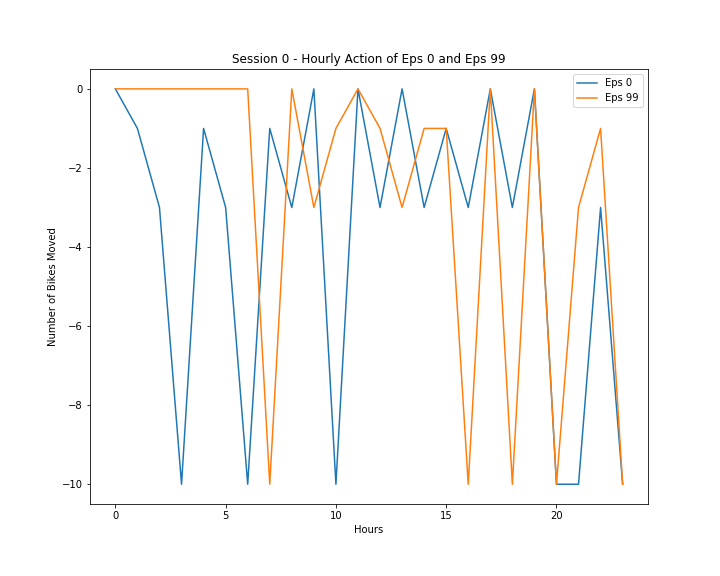 Session 0 - Hourly Action of Eps 0 and Eps 99
Eps 0
Eps 99
0
−2
−4
−6
−8
−10
Number of Bikes Moved
0 5 10 15 20
Hours